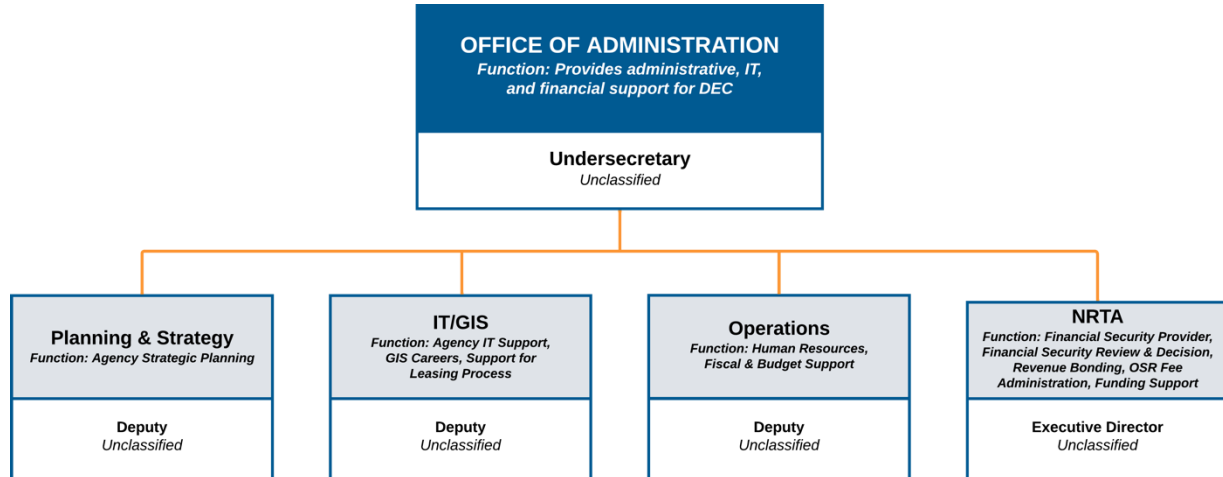 OFFICE OF ADMINISTRATION
Function: Provides administrative, IT,
and financial support for DEC
Undersecretary
Unclassified
Planning & Strategy
Function: Agency Strategic Planning
Deputy
Unclassified
IT/GIS
Function: Agency IT Support,
GIS Careers, Support for
Leasing Process
Deputy
Unclassified
Operations
Function: Human Resources,
Fiscal & Budget Support
Deputy
Unclassified
NRTA
Function: Financial Security Provider,
Financial Security Review & Decision,
Revenue Bonding, OSR Fee
Administration, Funding Support
Executive Director
Unclassified